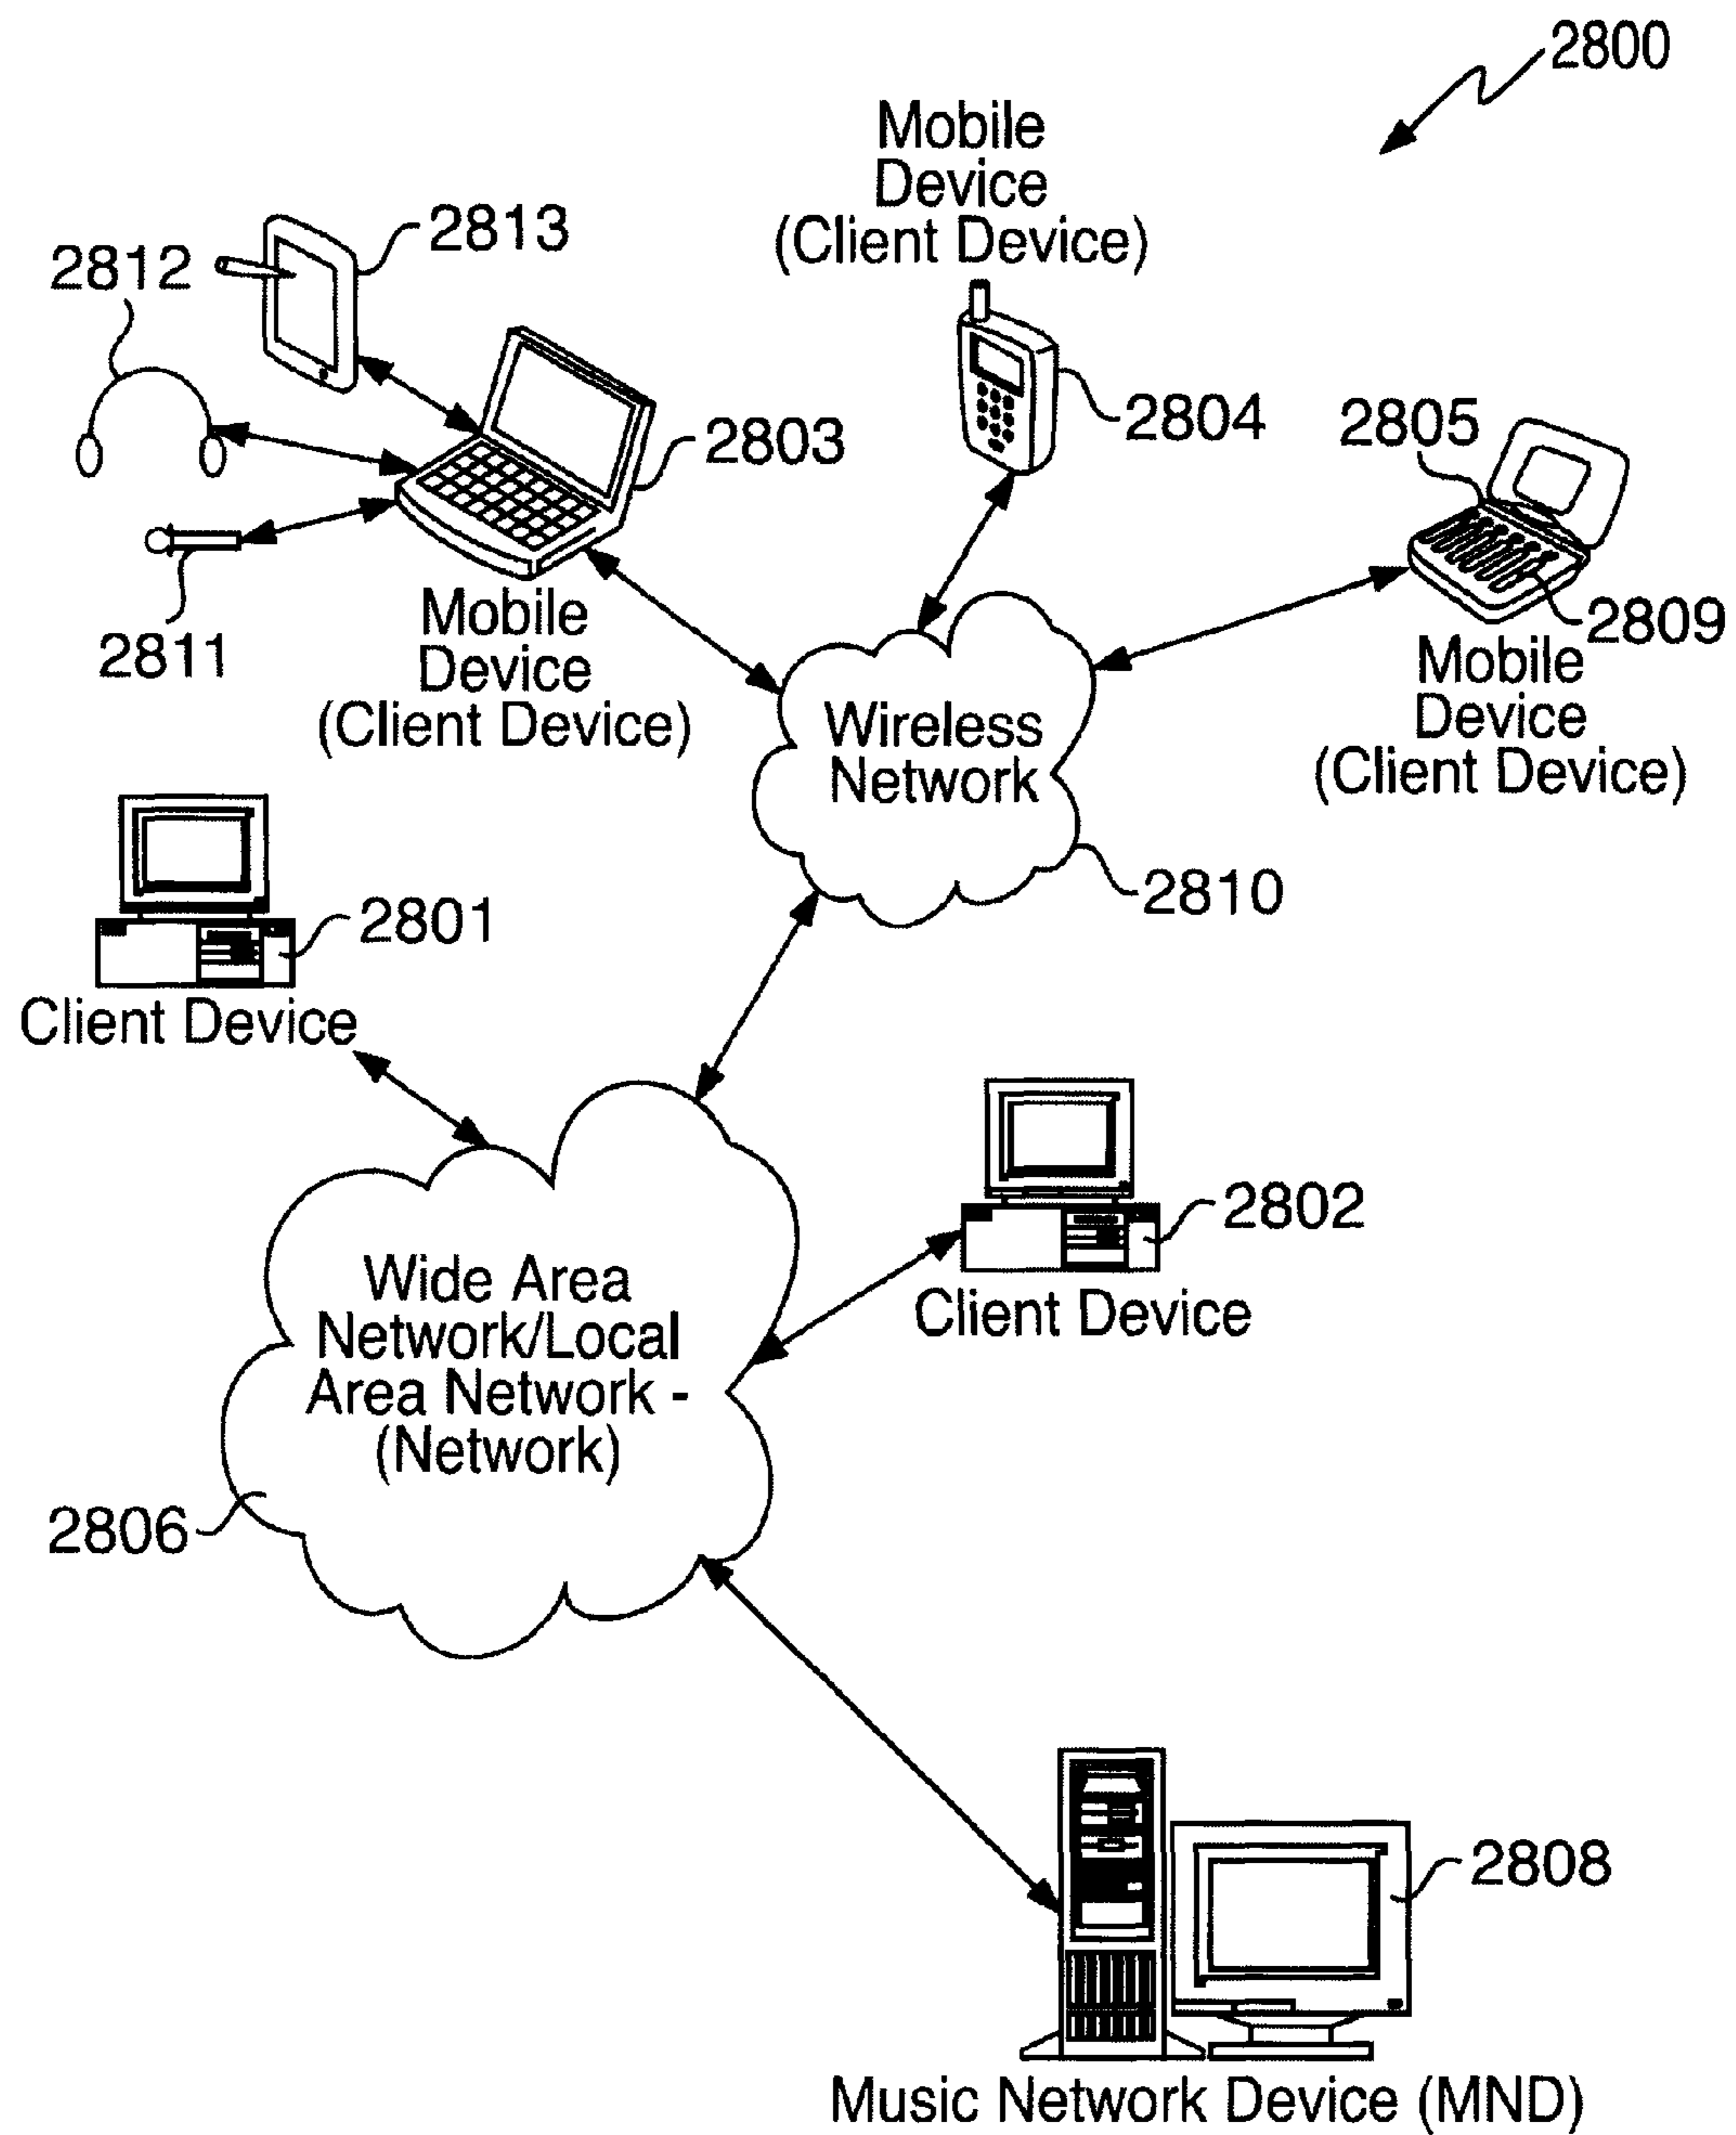 2800
Mobile
Device
(Client Device)
2813
2812
2803
2804
2805
2809
2811
Mobile
Device
(Client Device)
Mobile
Device
(Client Device)
Wireless
Network
2810
2801
Client Device
2802
Client Device
Wide Area
Network/Local
Area Network -
(Network)
2806
2808
Music Network Device (MND)